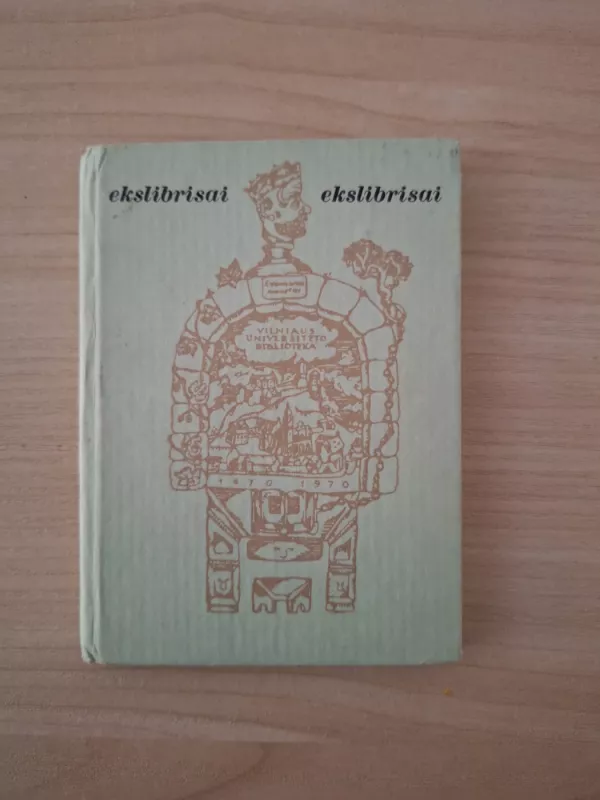 ekslibrisai ekslibrisai
VILNIAUS
UNIVERSITETO
BIBLIOTEKA
1570 1970